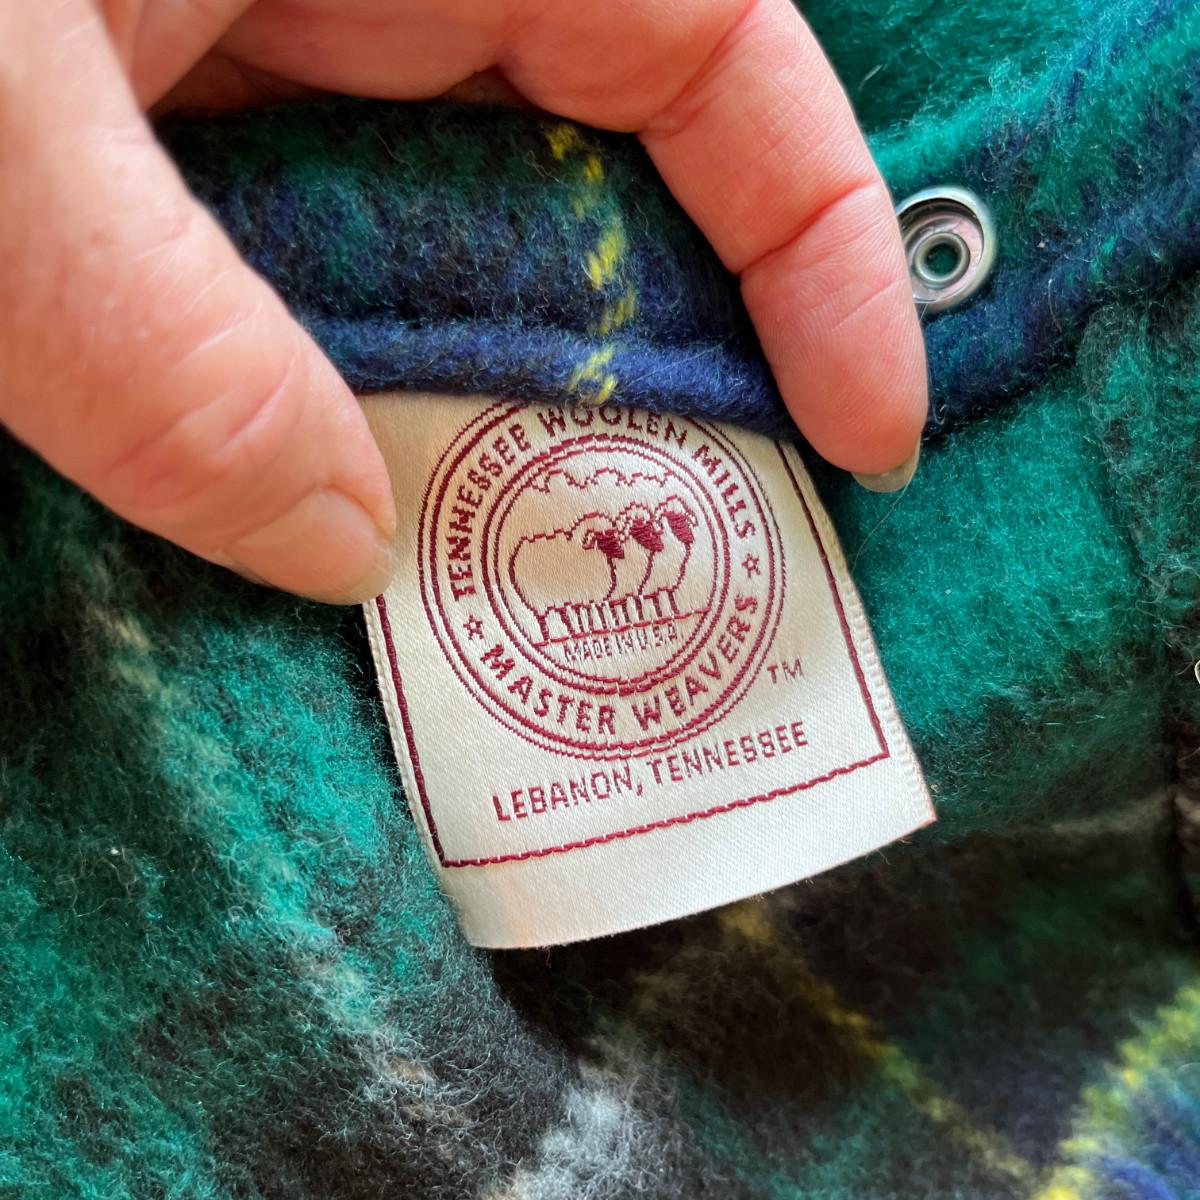 TENNESSEE WOOLEN MILLS
MADE IN U.S.A.
☆ MASTER WEAVERS ☆
TM
LEBANON, TENNESSEE